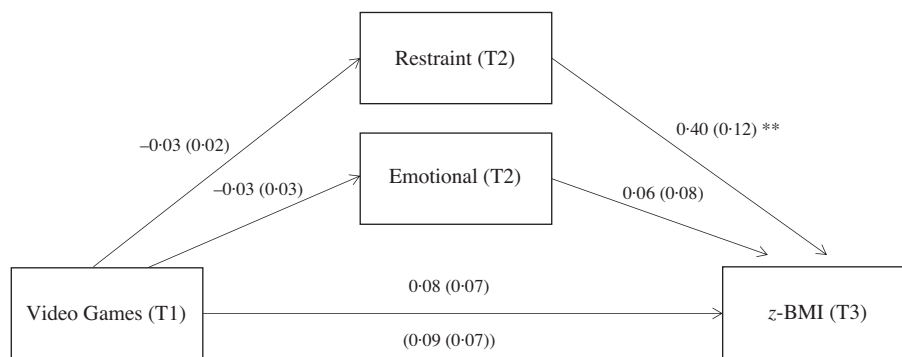 Restraint (T2)
0·40 (0·12) **
–0·03 (0·02)
Emotional (T2)
–0·03 (0·03)
0·06 (0·08)
0·08 (0·07)
Video Games (T1)
z-BMI (T3)
(0·09 (0·07))